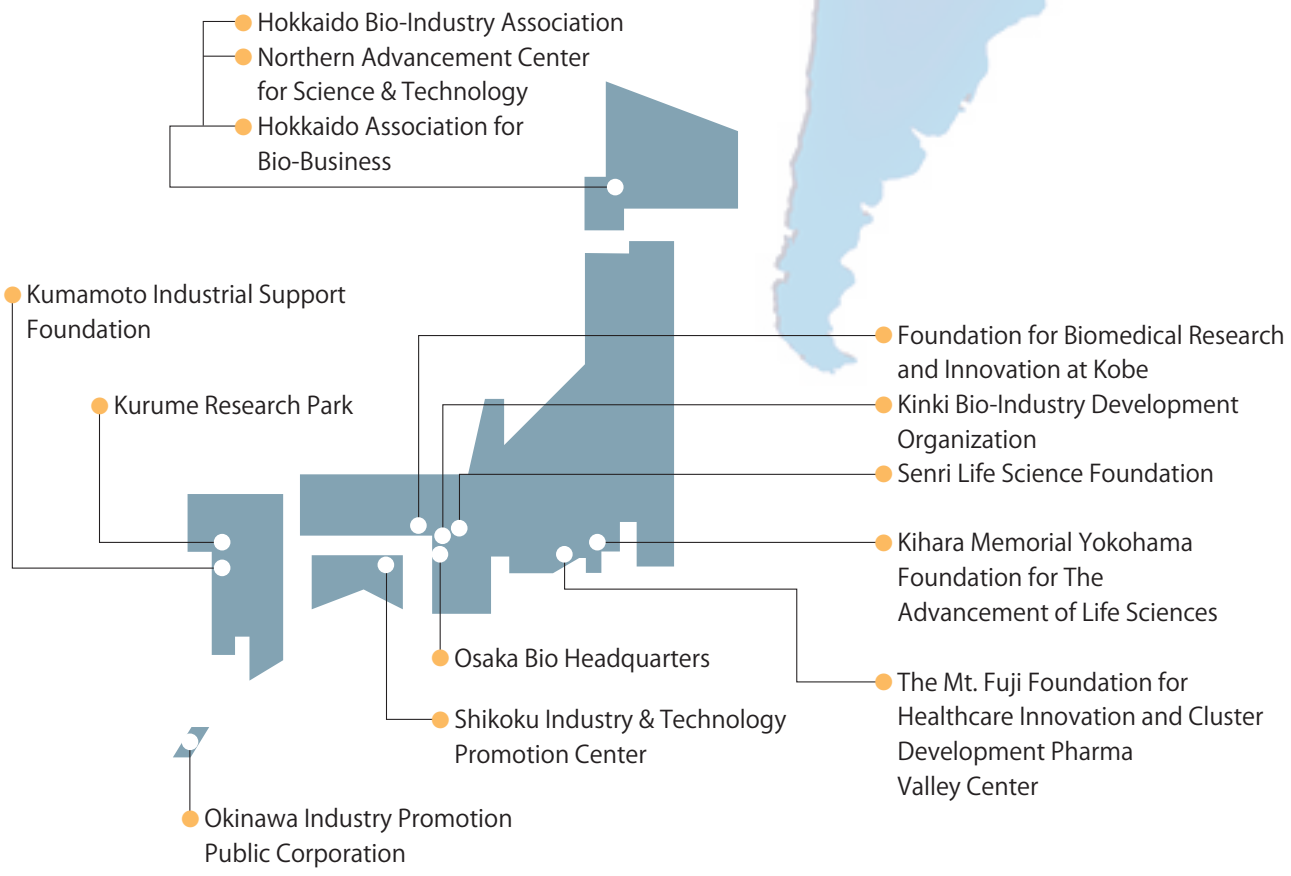 Hokkaido Bio-Industry Association
Northern Advancement Center
for Science & Technology
Hokkaido Association for
Bio-Business
Kumamoto Industrial Support
Foundation
Kurume Research Park
Foundation for Biomedical Research
and Innovation at Kobe
Kinki Bio-Industry Development
Organization
Senri Life Science Foundation
Kihara Memorial Yokohama
Foundation for The
Advancement of Life Sciences
Osaka Bio Headquarters
The Mt. Fuji Foundation for
Healthcare Innovation and Cluster
Development Pharma
Valley Center
Shikoku Industry & Technology
Promotion Center
Okinawa Industry Promotion
Public Corporation